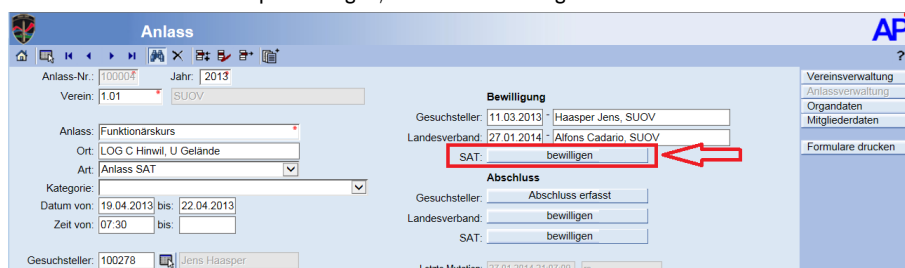 Anlass
AP
?
Anlass-Nr.: 100004 * Jahr: 2013 *
Verein: 1.01 * SUOV
Anlass: Funktionärskurs *
Ort: LOG C Hinwil, U Gelände
Art: Anlass SAT
Kategorie:
Datum von: 19.04.2013 bis: 22.04.2013
Zeit von: 07:30 bis:
Gesuchsteller: 100278 Jens Haasper
Bewilligung
Gesuchsteller: 11.03.2013 - Haasper Jens, SUOV
Landesverband: 27.01.2014 - Alfons Cadario, SUOV
SAT: bewilligen
Abschluss
Gesuchsteller: Abschluss erfasst
Landesverband: bewilligen
SAT: bewilligen
Vereinsverwaltung
Anlassverwaltung
Organdaten
Mitgliederdaten
Formulare drucken